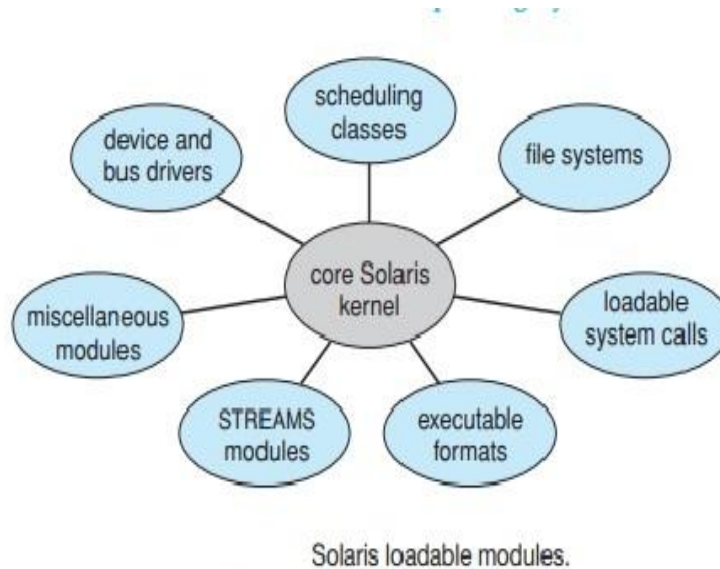 scheduling
classes
device and
bus drivers
file systems
core Solaris
kernel
miscellaneous
modules
loadable
system calls
STREAMS
modules
executable
formats
Solaris loadable modules.